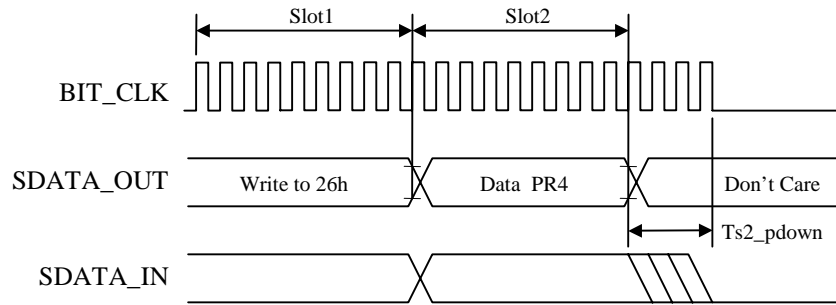 Slot1 Slot2
BIT_CLK
SDATA_OUT Write to 26h Data PR4 Don't Care
Ts2_pdown
SDATA_IN